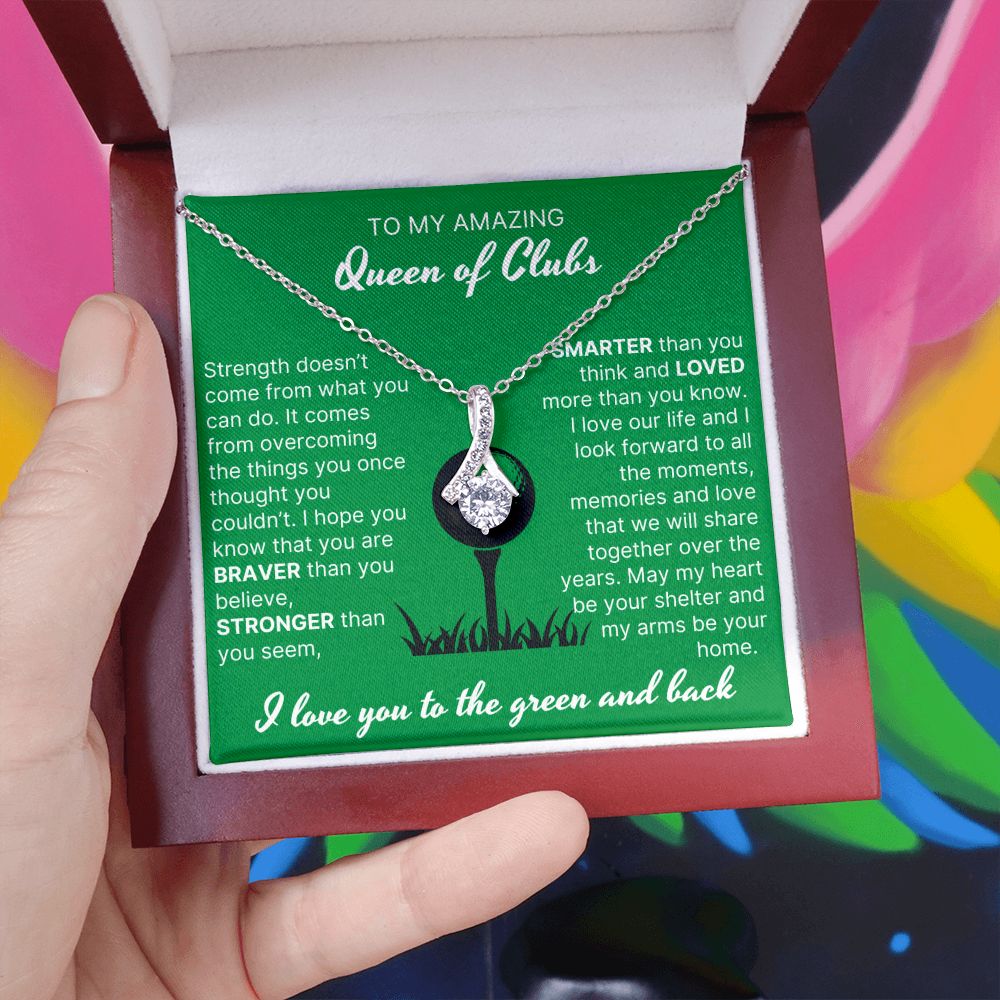 TO MY AMAZING
Queen of Clubs
Strength doesn't
come from what you
can do. It comes
from overcoming
the things you once
thought you
couldn't. I hope you
know that you are
BRAVER than you
believe,
STRONGER than
you seem,
SMARTER than you
think and LOVED
more than you know.
I love our life and I
look forward to all
the moments,
memories and love
that we will share
together over the
years. May my heart
be your shelter and
my arms be your
home.
I love you to the green and back